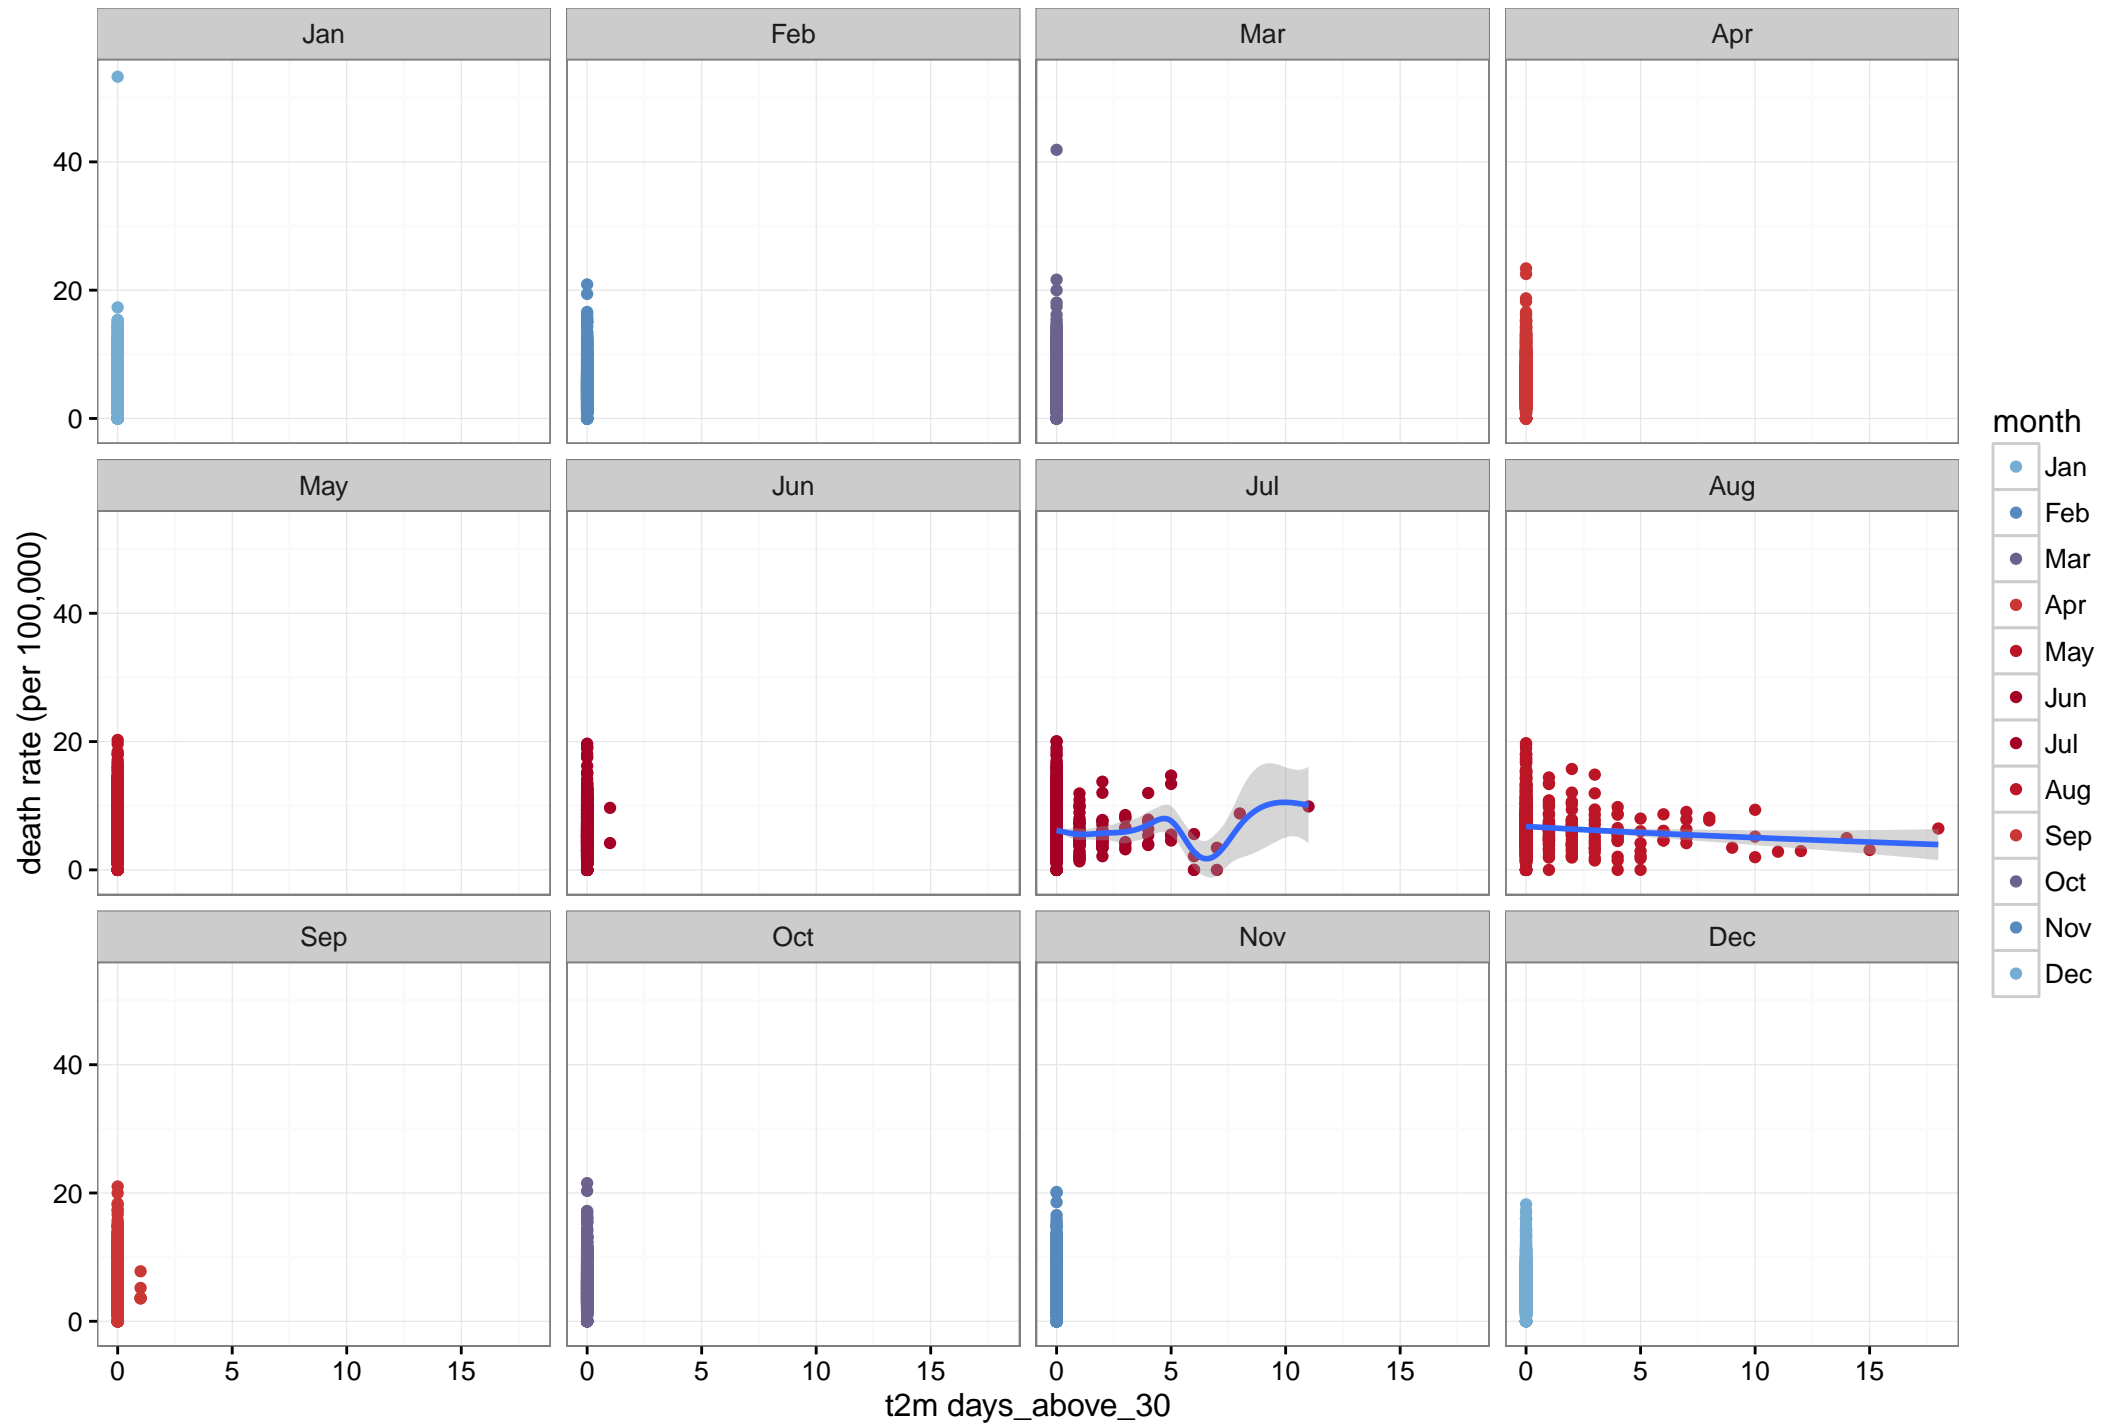 Jan Feb Mar Apr
40
20
0
May Jun Jul Aug
40
20
0
Sep Oct Nov Dec
40
20
0
0 5 10 15 0 5 10 15 0 5 10 15 0 5 10 15
t2m days_above_30
death rate (per 100,000)
month
Jan
Feb
Mar
Apr
May
Jun
Jul
Aug
Sep
Oct
Nov
Dec